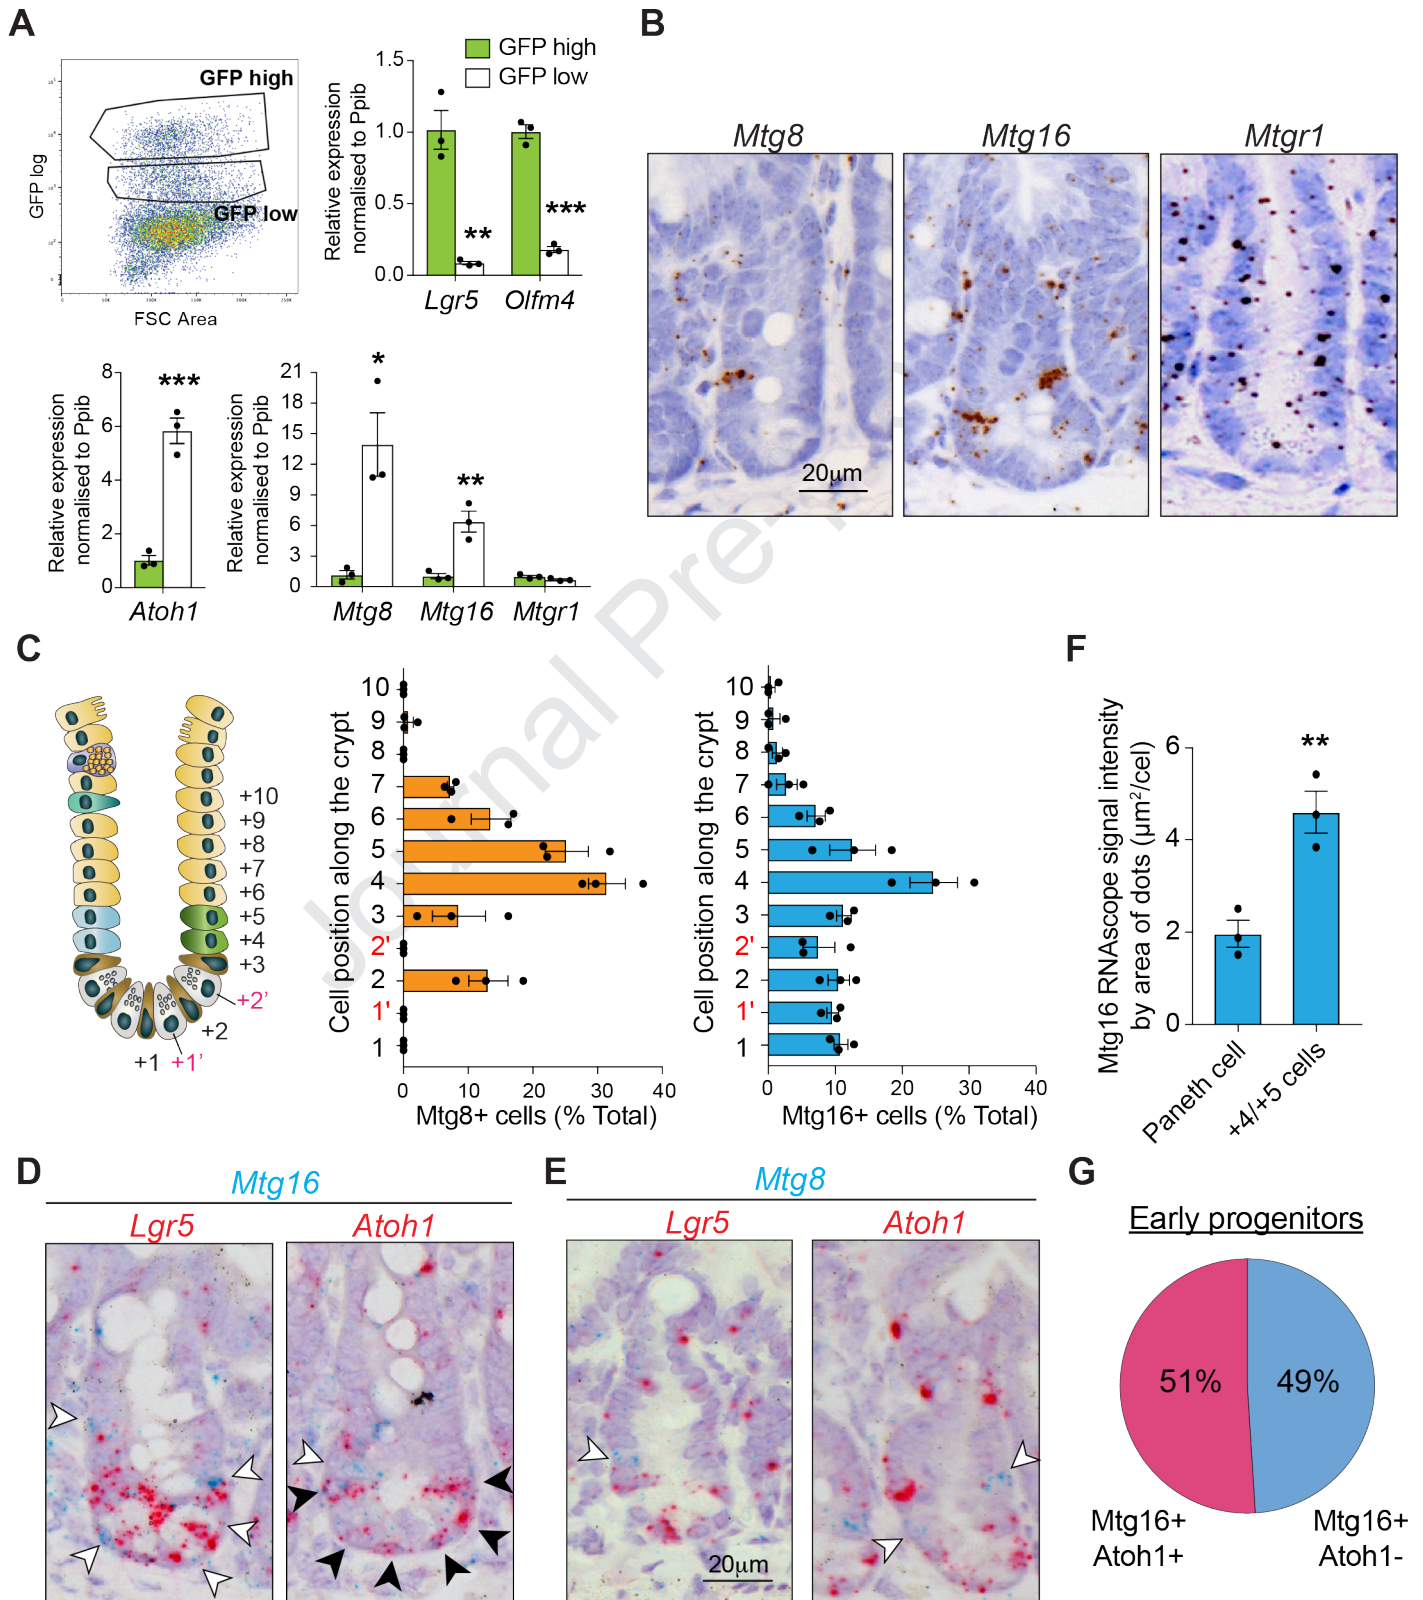 A
GFP high
GFP low
GFP log
FSC Area
0
50K
100K
150K
200K
250K
GFP high
GFP low
Relative expression
normalised to Ppib
1.5
1.0
0.5
0.0
**
***
Lgr5
Olfm4
Relative expression
normalised to Ppib
8
6
4
2
0
***
Atoh1
Relative expression
normalised to Ppib
21
18
15
12
9
6
3
0
*
**
Mtg8
Mtg16
Mtgr1
B
Mtg8
Mtg16
Mtgr1
20µm
C
+10
+9
+8
+7
+6
+5
+4
+3
+2'
+2
+1
+1'
Cell position along the crypt
10
9
8
7
6
5
4
3
2'
2
1'
1
0
10
20
30
40
Mtg8+ cells (% Total)
Cell position along the crypt
10
9
8
7
6
5
4
3
2'
2
1'
1
0
10
20
30
40
Mtg16+ cells (% Total)
F
Mtg16 RNAscope signal intensity
by area of dots (µm²/cel)
6
4
2
0
**
Paneth cell
+4/+5 cells
D
Mtg16
Lgr5
Atoh1
E
Mtg8
Lgr5
Atoh1
20µm
G
Early progenitors
51%
49%
Mtg16+
Atoh1+
Mtg16+
Atoh1-
Journal Pre-